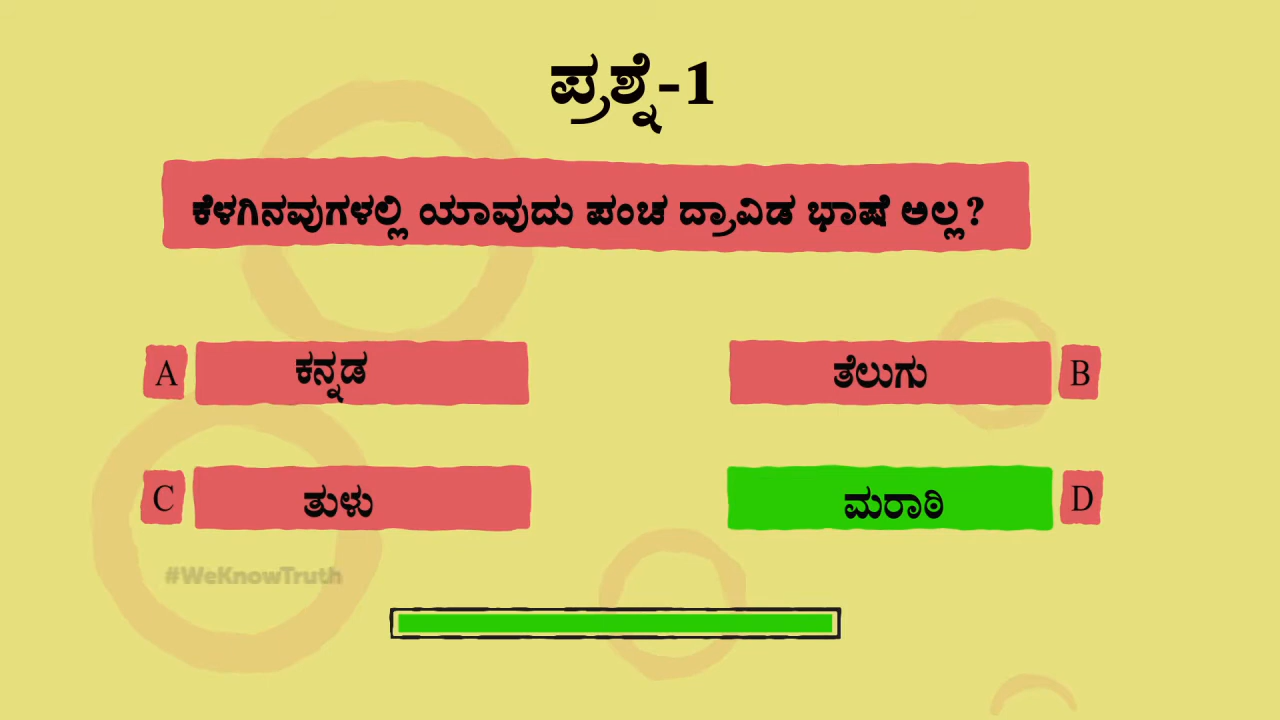 ಪ್ರಶ್ನೆ-1
ಕೆಳಗಿನವುಗಳಲ್ಲಿ ಯಾವುದು ಪಂಚ ದ್ರಾವಿಡ ಭಾಷೆ ಅಲ್ಲ?
A ಕನ್ನಡ
ತೆಲುಗು B
C ತುಳು
ಮರಾಠಿ D
#WeKnowTruth